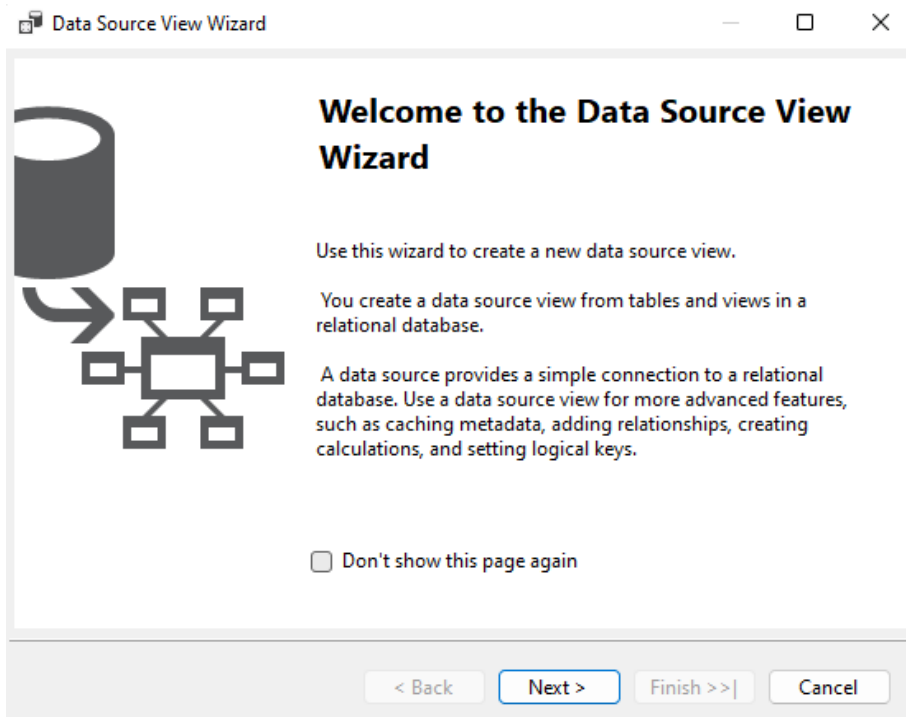 Data Source View Wizard
Welcome to the Data Source View
Wizard
Use this wizard to create a new data source view.
You create a data source view from tables and views in a
relational database.
A data source provides a simple connection to a relational
database. Use a data source view for more advanced features,
such as caching metadata, adding relationships, creating
calculations, and setting logical keys.
Don't show this page again
< Back Next > Finish >>| Cancel